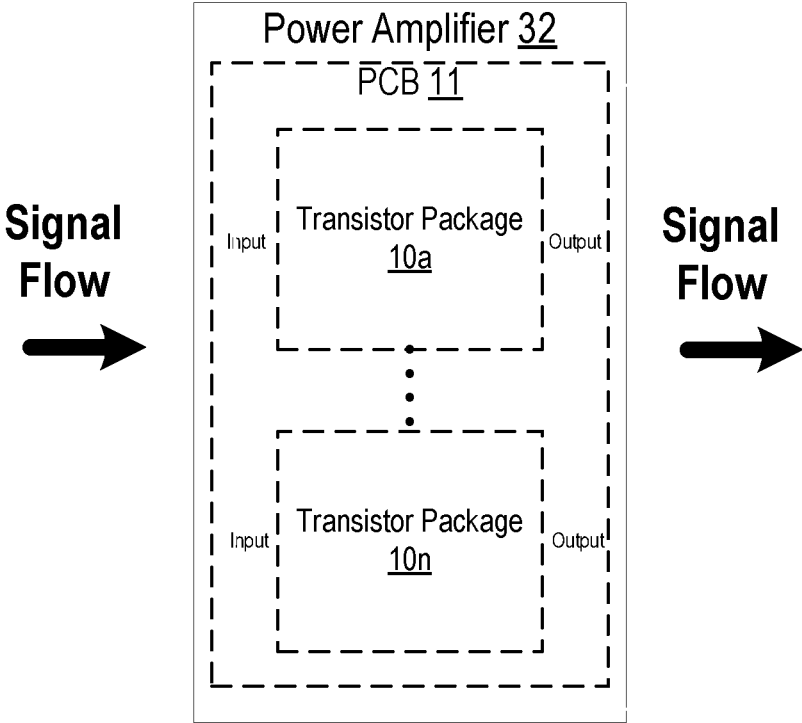 Power Amplifier 32
PCB 11
Signal
Flow
Input
Transistor Package
10a
Output
Signal
Flow
Input
Transistor Package
10n
Output